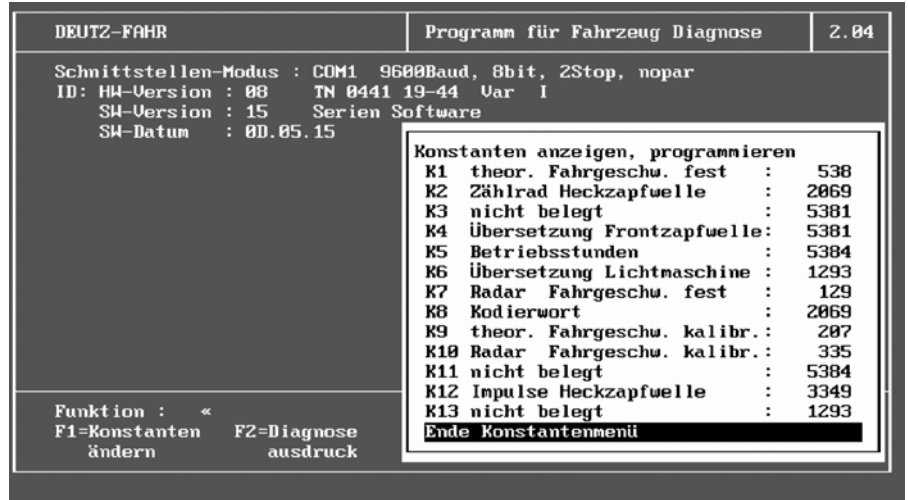 DEUTZ-FAHR Programm für Fahrzeug Diagnose 2.04
Schnittstellen-Modus : COM1 9600Baud, 8bit, 2Stop, nopar
ID: HW-Version : 08 TN 0441 19-44 Var I
SW-Version : 15 Serien Software
SW-Datum : 0D.05.15
Konstanten anzeigen, programmieren
K1 theor. Fahrgeschw. fest : 538
K2 Zählrad Heckzapfwelle : 2069
K3 nicht belegt : 5381
K4 Übersetzung Frontzapfwelle: 5381
K5 Betriebsstunden : 5384
K6 Übersetzung Lichtmaschine : 1293
K7 Radar Fahrgeschw. fest : 129
K8 Kodierwort : 2069
K9 theor. Fahrgeschw. kalibr.: 207
K10 Radar Fahrgeschw. kalibr.: 335
K11 nicht belegt : 5384
K12 Impulse Heckzapfwelle : 3349
K13 nicht belegt : 1293
Ende Konstantenmenü
Funktion : «
F1=Konstanten F2=Diagnose
ändern ausdruck